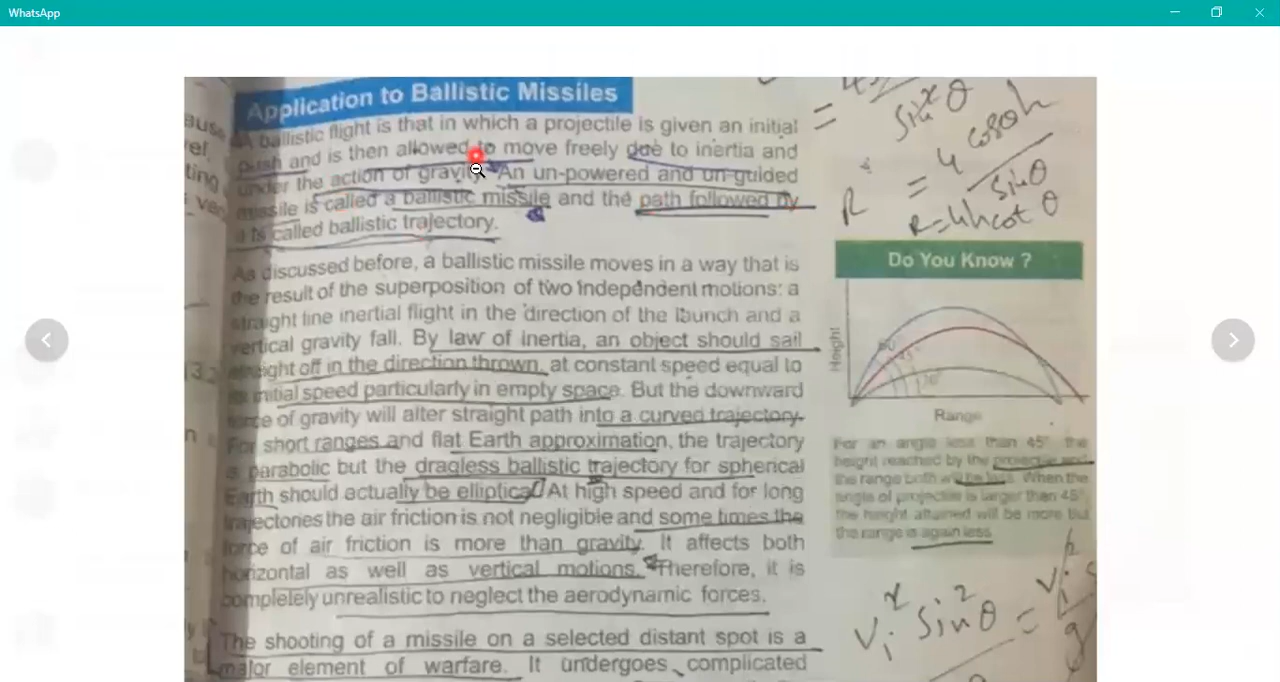 WhatsApp
Application to Ballistic Missiles
A ballistic flight is that in which a projectile is given an initial
push and is then allowed to move freely due to inertia and
under the action of gravity. An un-powered and un-guided
missile is called a ballistic missile and the path followed by
it is called ballistic trajectory.
As discussed before, a ballistic missile moves in a way that is
the result of the superposition of two independent motions: a
straight line inertial flight in the direction of the launch and a
vertical gravity fall. By law of inertia, an object should sail
straight off in the direction thrown, at constant speed equal to
its initial speed particularly in empty space. But the downward
force of gravity will alter straight path into a curved trajectory.
For short ranges and flat Earth approximation, the trajectory
is parabolic but the dragless ballistic trajectory for spherical
Earth should actually be elliptical. At high speed and for long
trajectories the air friction is not negligible and some times the
force of air friction is more than gravity. It affects both
horizontal as well as vertical motions. Therefore, it is
completely unrealistic to neglect the aerodynamic forces.
The shooting of a missile on a selected distant spot is a
major element of warfare. It undergoes complicated
=
sin θ
R = 4 cosθh
sinθ
R=4hcot θ
Do You Know ?
Height
45°
Range
For an angle less than 45°, the
height reached by the projectile and
the range both will be less. When the
angle of projectile is larger than 45°,
the height attained will be more but
the range is again less.
Vi² sin²θ =